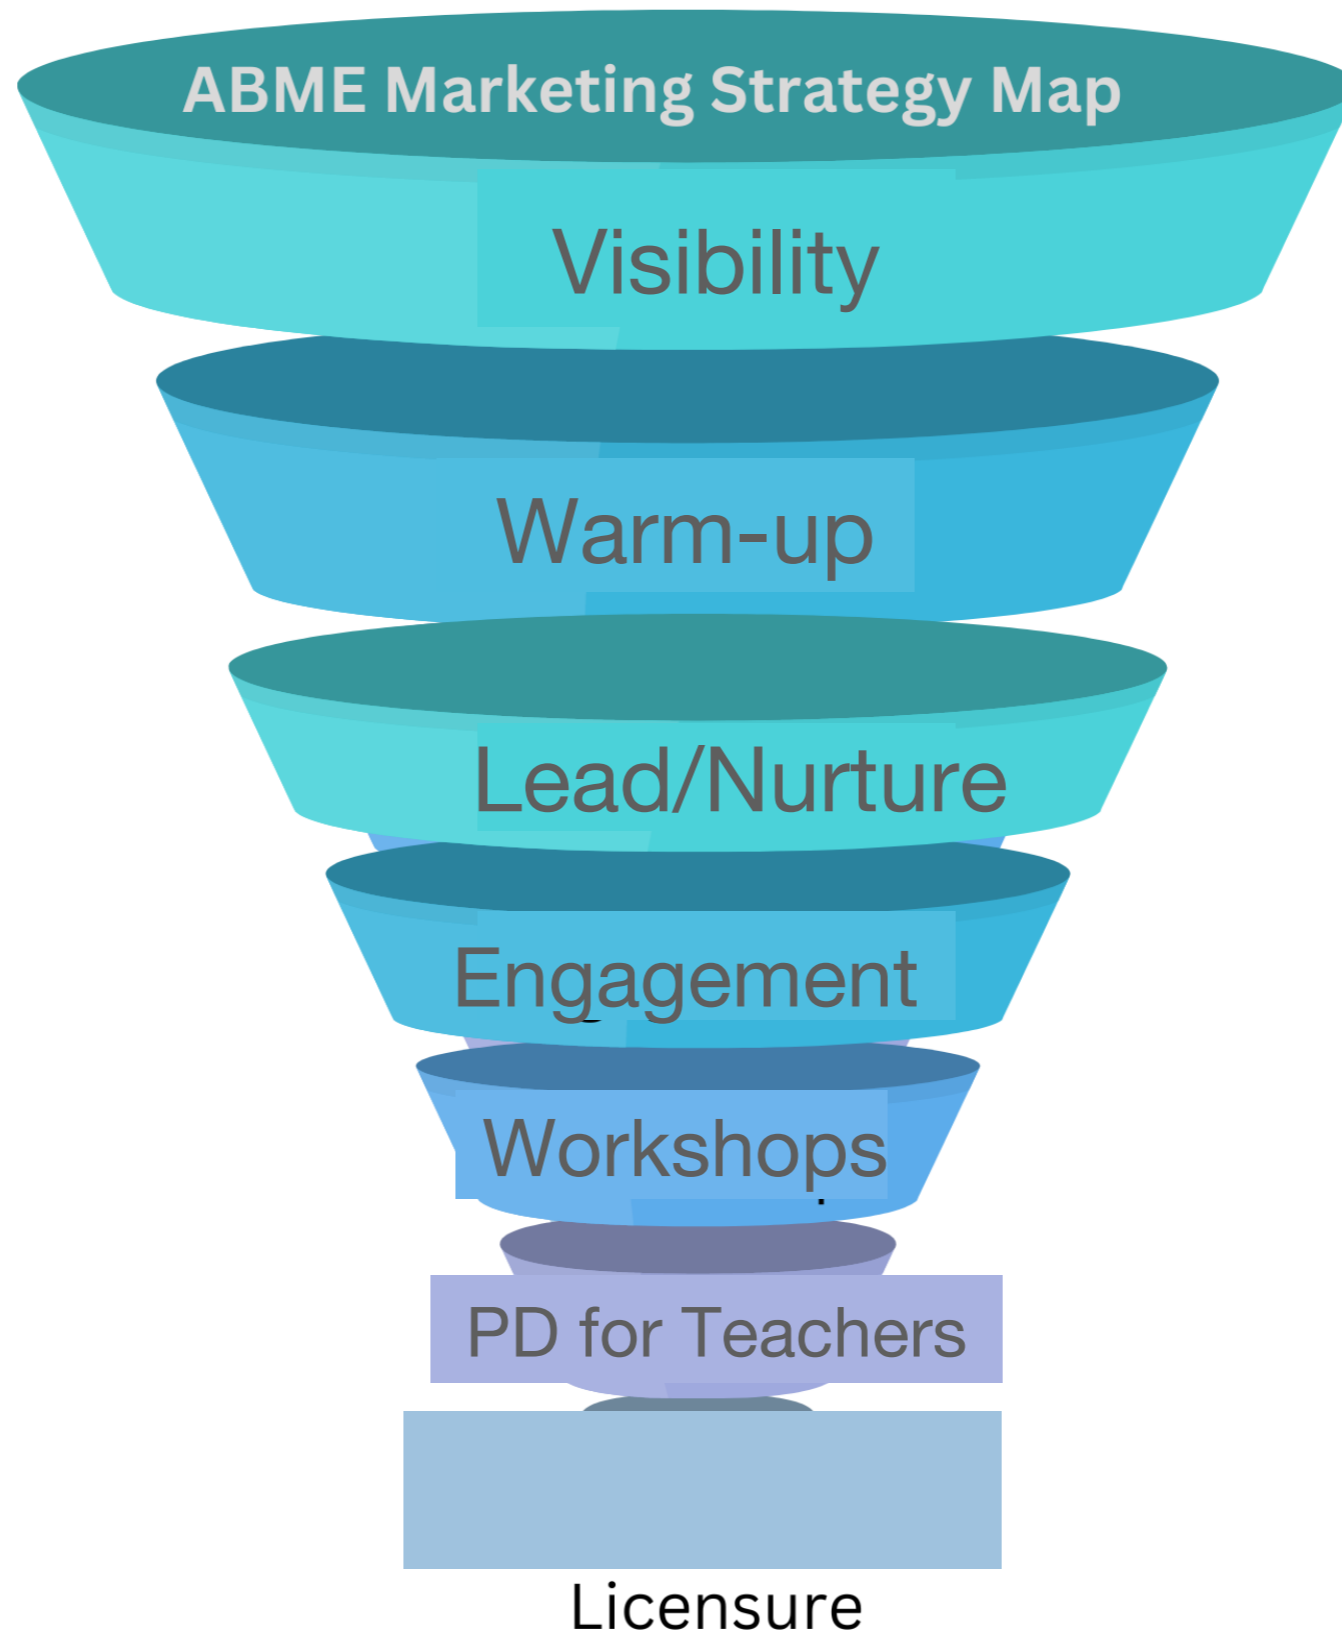 ABME Marketing Strategy Map
Visibility
Warm-up
Lead/Nurture
Engagement
Workshops
PD for Teachers
Licensure